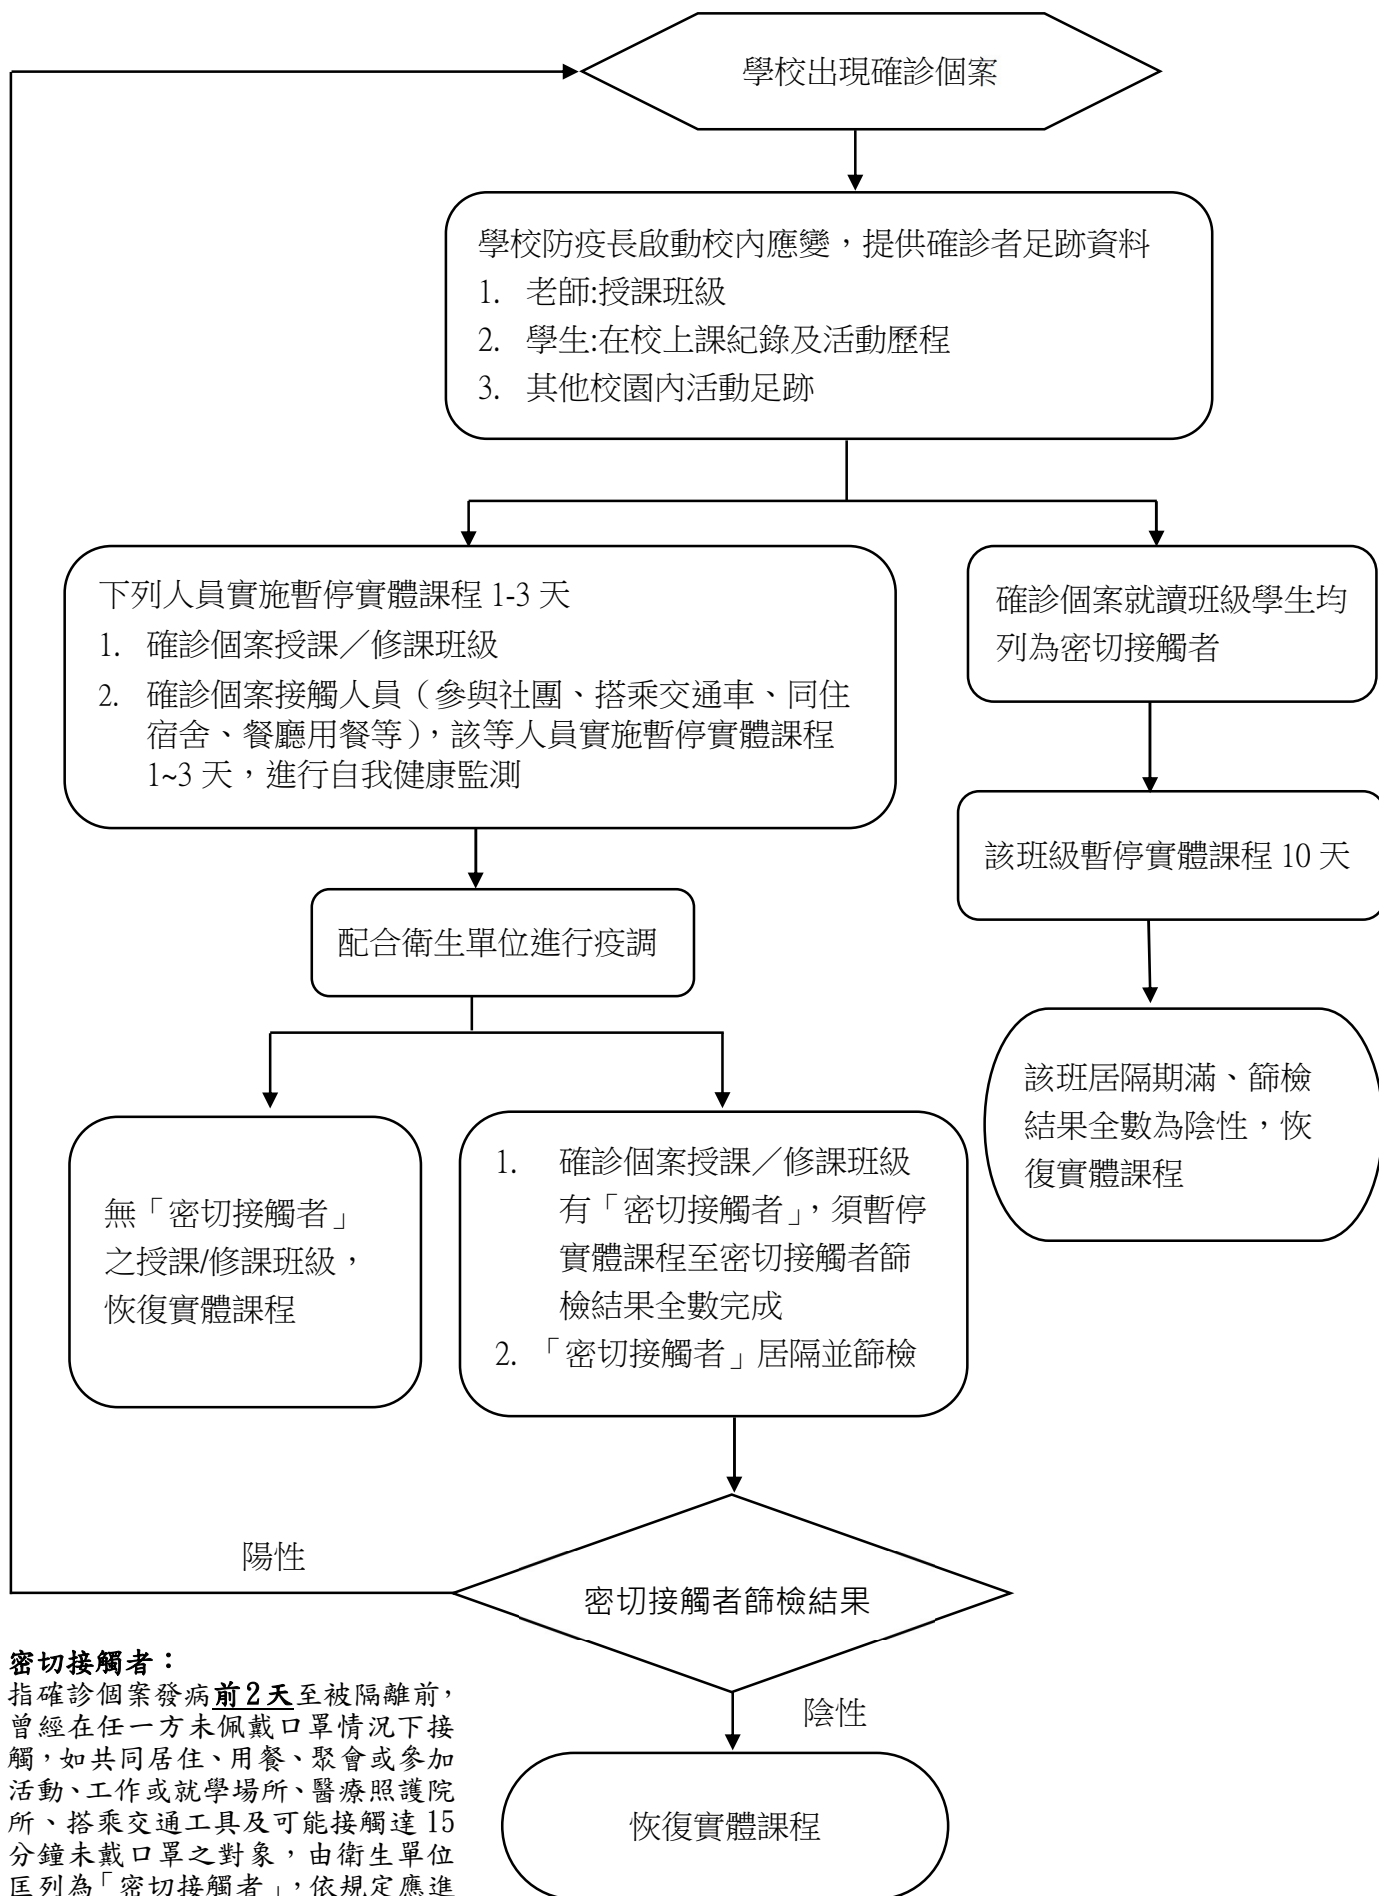 學校出現確診個案
學校防疫長啟動校內應變，提供確診者足跡資料
1. 老師:授課班級
2. 學生:在校上課紀錄及活動歷程
3. 其他校園內活動足跡
下列人員實施暫停實體課程 1-3 天
1. 確診個案授課／修課班級
2. 確診個案接觸人員（參與社團、搭乘交通車、同住
宿舍、餐廳用餐等），該等人員實施暫停實體課程
1~3 天，進行自我健康監測
確診個案就讀班級學生均
列為密切接觸者
該班級暫停實體課程 10 天
配合衛生單位進行疫調
該班居隔期滿、篩檢
結果全數為陰性，恢
復實體課程
無「密切接觸者」
之授課/修課班級，
恢復實體課程
1. 確診個案授課／修課班級
有「密切接觸者」，須暫停
實體課程至密切接觸者篩
檢結果全數完成
2. 「密切接觸者」居隔並篩檢
陽性
密切接觸者篩檢結果
陰性
恢復實體課程
密切接觸者：
指確診個案發病前2天至被隔離前，
曾經在任一方未佩戴口罩情況下接
觸，如共同居住、用餐、聚會或參加
活動、工作或就學場所、醫療照護院
所、搭乘交通工具及可能接觸達 15
分鐘未戴口罩之對象，由衛生單位
匡列為「密切接觸者」，依規定應進